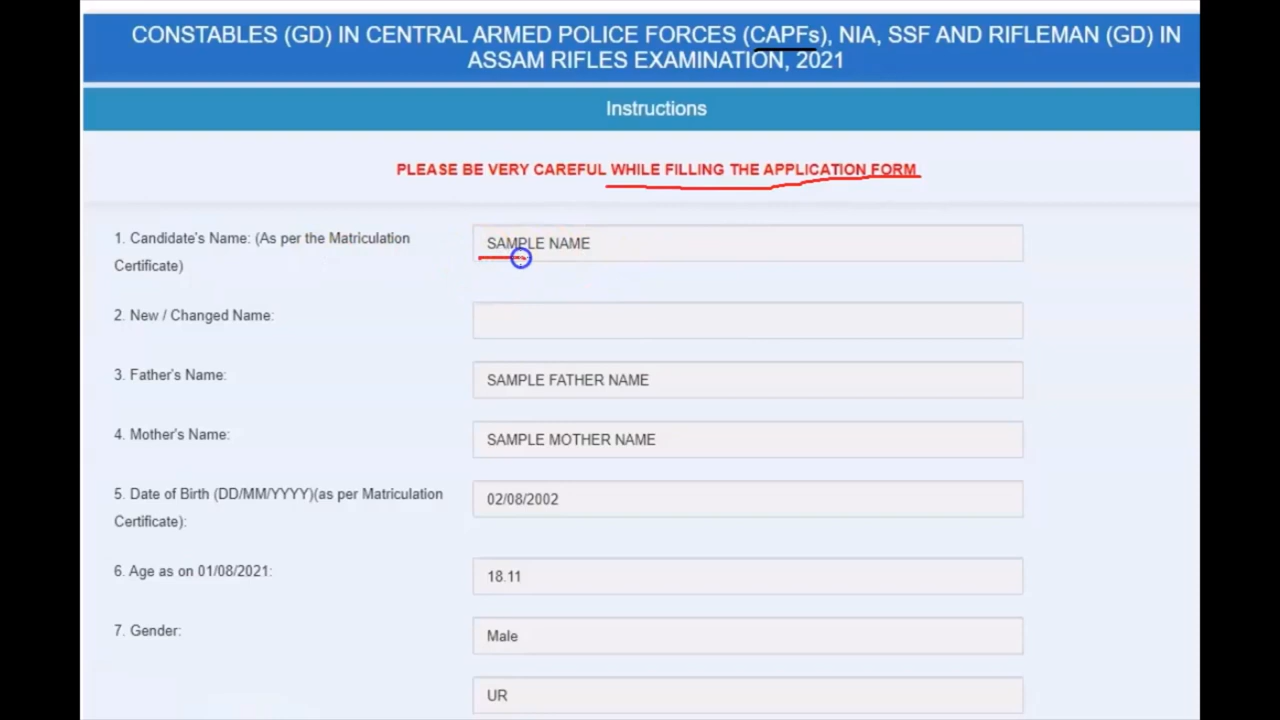 CONSTABLES (GD) IN CENTRAL ARMED POLICE FORCES (CAPFs), NIA, SSF AND RIFLEMAN (GD) IN
ASSAM RIFLES EXAMINATION, 2021
Instructions
PLEASE BE VERY CAREFUL WHILE FILLING THE APPLICATION FORM
1. Candidate's Name: (As per the Matriculation
Certificate)
SAMPLE NAME
2. New / Changed Name:
3. Father's Name:
SAMPLE FATHER NAME
4. Mother's Name:
SAMPLE MOTHER NAME
5. Date of Birth (DD/MM/YYYY)(as per Matriculation
Certificate):
02/08/2002
6. Age as on 01/08/2021:
18.11
7. Gender:
Male
UR